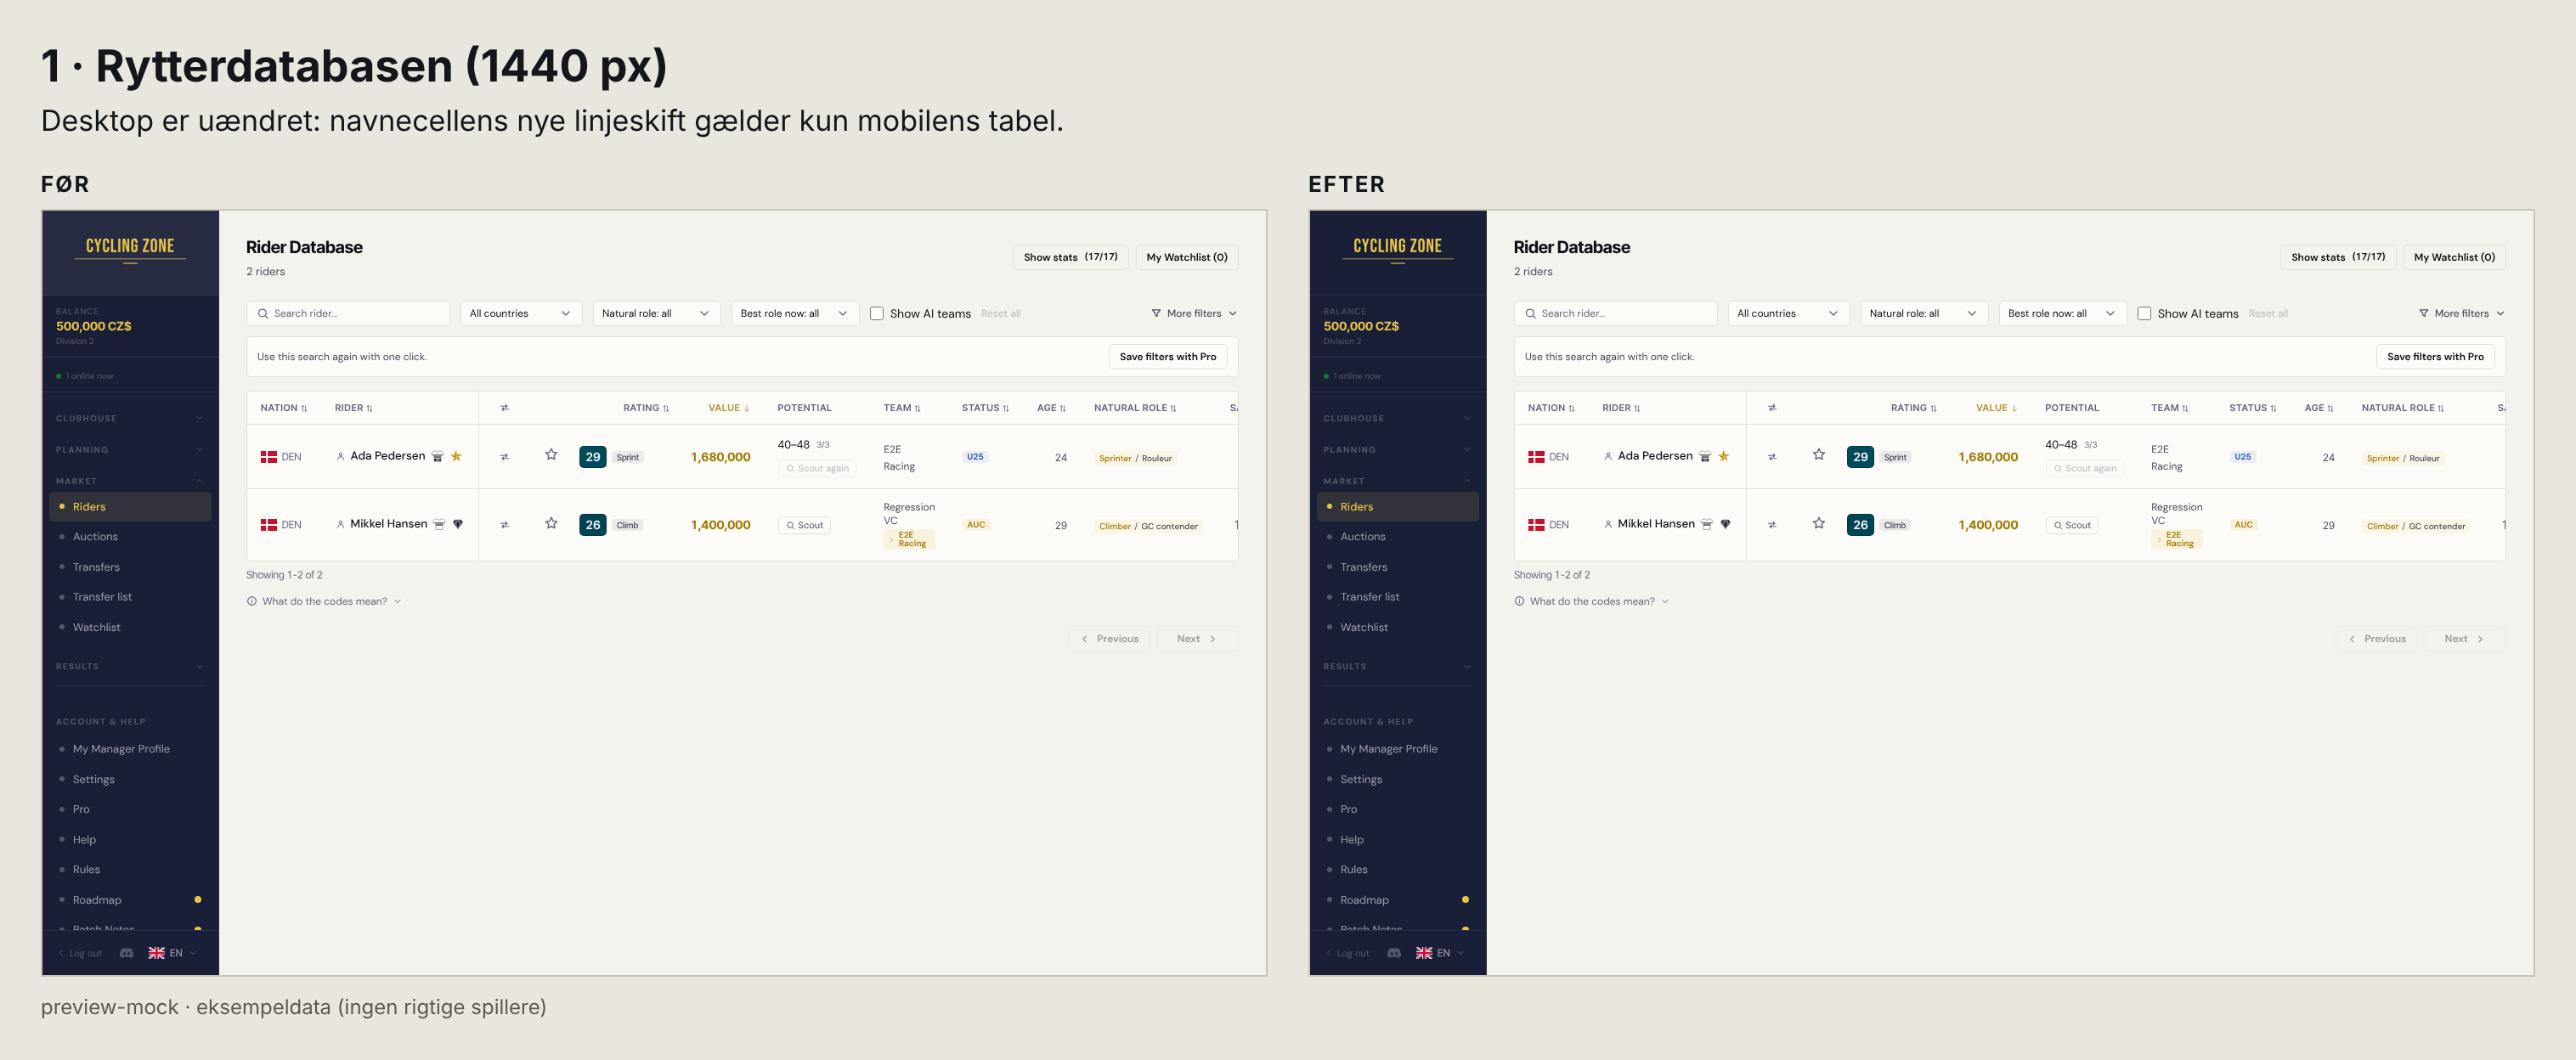 1 · Rytterdatabasen (1440 px)
Desktop er uændret: navnecellens nye linjeskift gælder kun mobilens tabel.
FØR
CYCLING ZONE
BALANCE
500,000 CZ$
Division 2
1 online now
CLUBHOUSE
PLANNING
MARKET
Riders
Auctions
Transfers
Transfer list
Watchlist
RESULTS
ACCOUNT & HELP
My Manager Profile
Settings
Pro
Help
Rules
Roadmap
Patch Notes
Log out EN
Rider Database
2 riders
Show stats (17/17) My Watchlist (0)
Search rider... All countries Natural role: all Best role now: all Show AI teams Reset all More filters
Use this search again with one click. Save filters with Pro
NATION RIDER RATING VALUE POTENTIAL TEAM STATUS AGE NATURAL ROLE
DEN Ada Pedersen 29 Sprint 1,680,000 40–48 3/3 Scout again E2E Racing U25 24 Sprinter / Rouleur
DEN Mikkel Hansen 26 Climb 1,400,000 Scout Regression VC E2E Racing AUC 29 Climber / GC contender
Showing 1-2 of 2
What do the codes mean?
Previous Next
EFTER
CYCLING ZONE
BALANCE
500,000 CZ$
Division 2
1 online now
CLUBHOUSE
PLANNING
MARKET
Riders
Auctions
Transfers
Transfer list
Watchlist
RESULTS
ACCOUNT & HELP
My Manager Profile
Settings
Pro
Help
Rules
Roadmap
Patch Notes
Log out EN
Rider Database
2 riders
Show stats (17/17) My Watchlist (0)
Search rider... All countries Natural role: all Best role now: all Show AI teams Reset all More filters
Use this search again with one click. Save filters with Pro
NATION RIDER RATING VALUE POTENTIAL TEAM STATUS AGE NATURAL ROLE
DEN Ada Pedersen 29 Sprint 1,680,000 40–48 3/3 Scout again E2E Racing U25 24 Sprinter / Rouleur
DEN Mikkel Hansen 26 Climb 1,400,000 Scout Regression VC E2E Racing AUC 29 Climber / GC contender
Showing 1-2 of 2
What do the codes mean?
Previous Next
preview-mock · eksempeldata (ingen rigtige spillere)